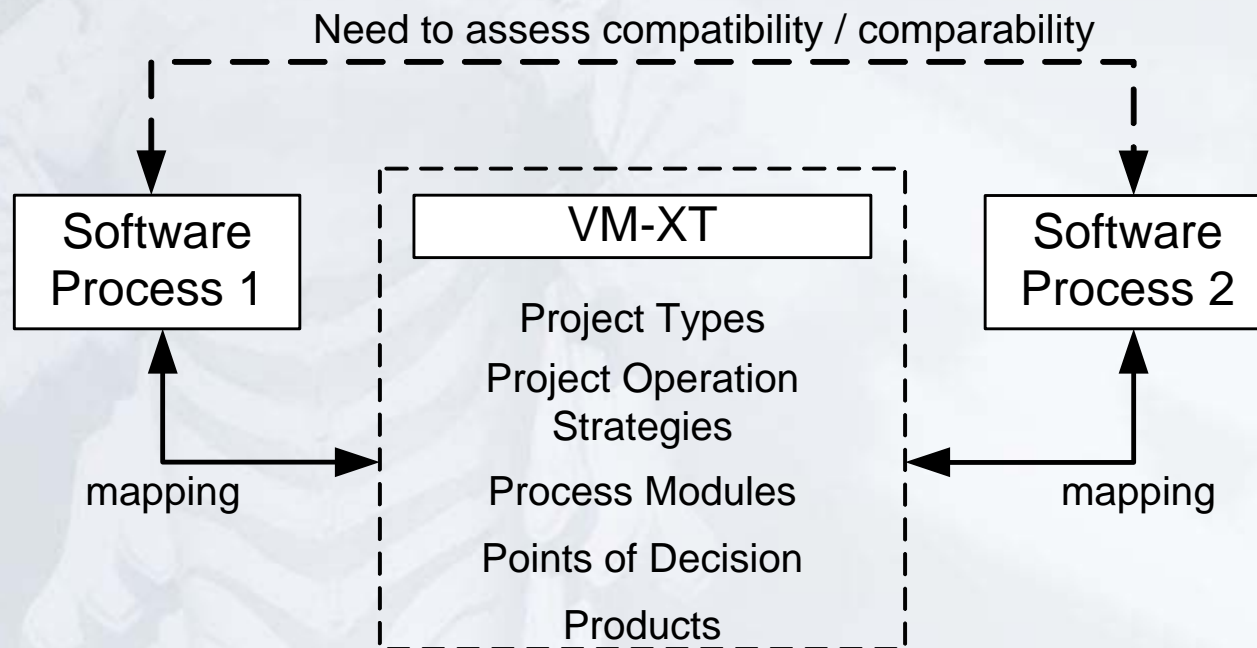 Need to assess compatibility / comparability
Software
Process 1
VM-XT
Project Types
Project Operation
Strategies
Process Modules
Points of Decision
Products
Software
Process 2
mapping
mapping